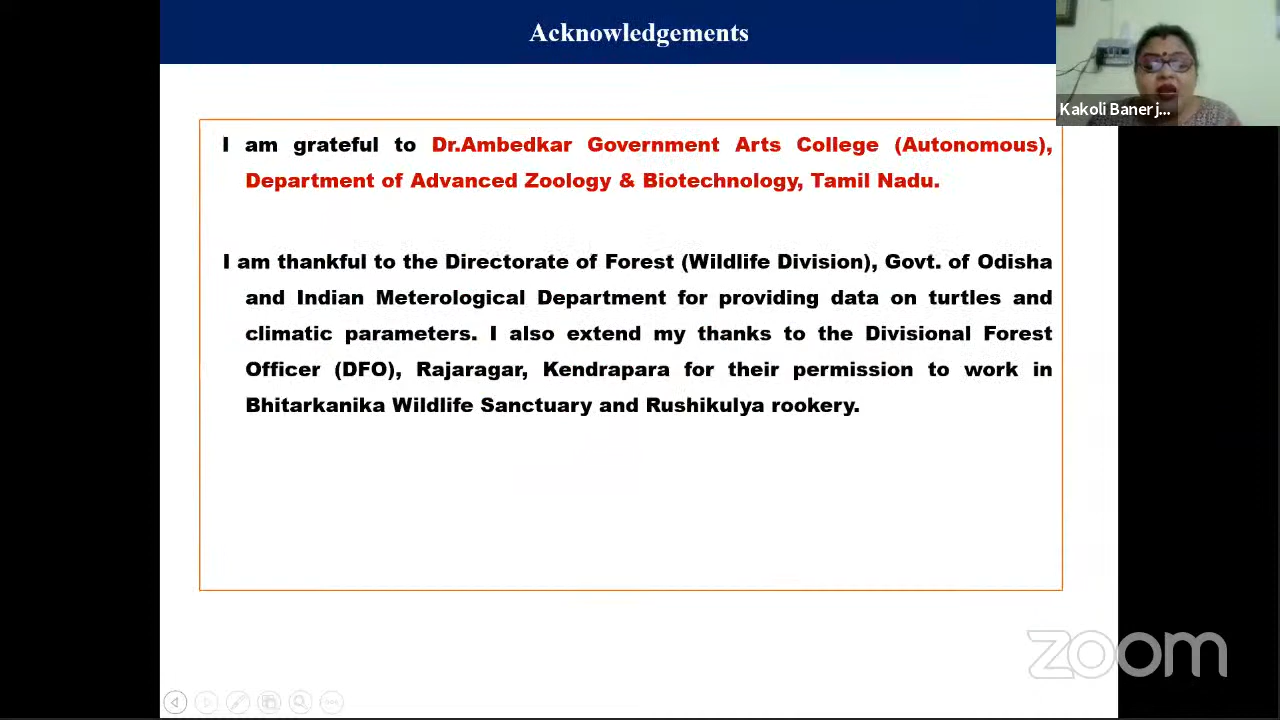 Acknowledgements
Kakoli Banerj...
I am grateful to Dr.Ambedkar Government Arts College (Autonomous),
Department of Advanced Zoology & Biotechnology, Tamil Nadu.
I am thankful to the Directorate of Forest (Wildlife Division), Govt. of Odisha
and Indian Meterological Department for providing data on turtles and
climatic parameters. I also extend my thanks to the Divisional Forest
Officer (DFO), Rajaragar, Kendrapara for their permission to work in
Bhitarkanika Wildlife Sanctuary and Rushikulya rookery.
zoom